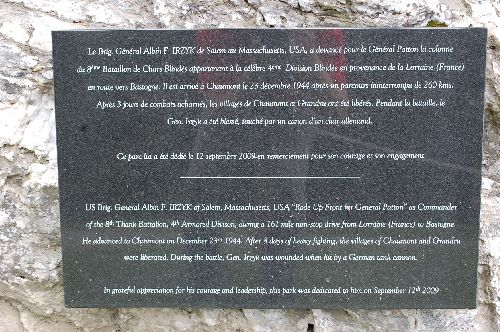 Le Brig. Général Albin F. IRZYK de Salem au Massachusetts, USA, a devancé pour le Général Patton la colonne
du 8ème Bataillon de Chars Blindés appartenant à la célèbre 4ème Division Blindée en provenance de la Lorraine (France)
en route vers Bastogne. Il est arrivé à Chaumont le 23 décembre 1944 après un parcours ininterrompu de 260 kms.
Après 3 jours de combats acharnés, les villages de Chaumont et Grandru ont été libérés. Pendant la bataille, le
Gen. Irzyk a été blessé, touché par un canon d'un char allemand.
Ce parc lui a été dédié le 12 septembre 2009 en remerciement pour son courage et son engagement.
US Brig. General Albin F. IRZYK of Salem, Massachusetts, USA "Rode Up Front for General Patton" as Commander
of the 8th Thank Battalion, 4th Armored Division, during a 161 mile non-stop drive from Lorraine (France) to Bastogne.
He advanced to Chaumont on December 23th 1944. After 3 days of heavy fighting, the villages of Chaumont and Grandru
were liberated. During the battle, Gen. Irzyk was wounded when hit by a German tank cannon.
In grateful appreciation for his courage and leadership, this park was dedicated to him on September 12th 2009